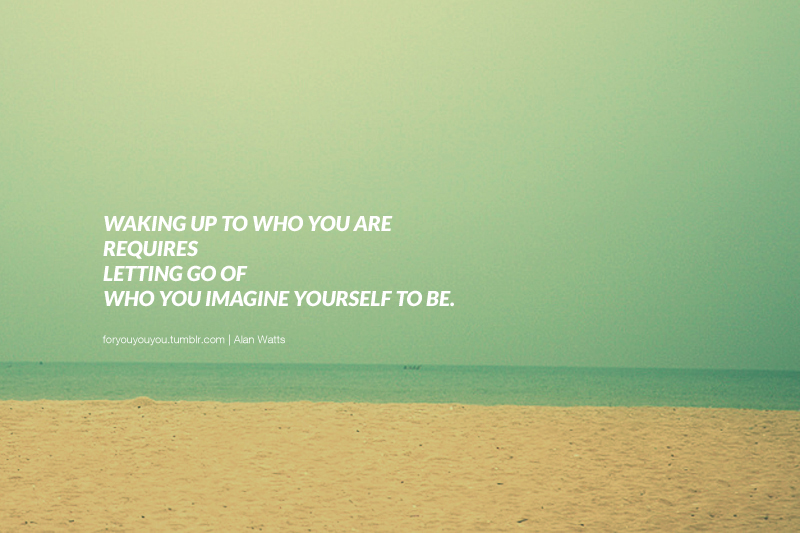 WAKING UP TO WHO YOU ARE
REQUIRES
LETTING GO OF
WHO YOU IMAGINE YOURSELF TO BE.
foryouyouyou.tumblr.com | Alan Watts